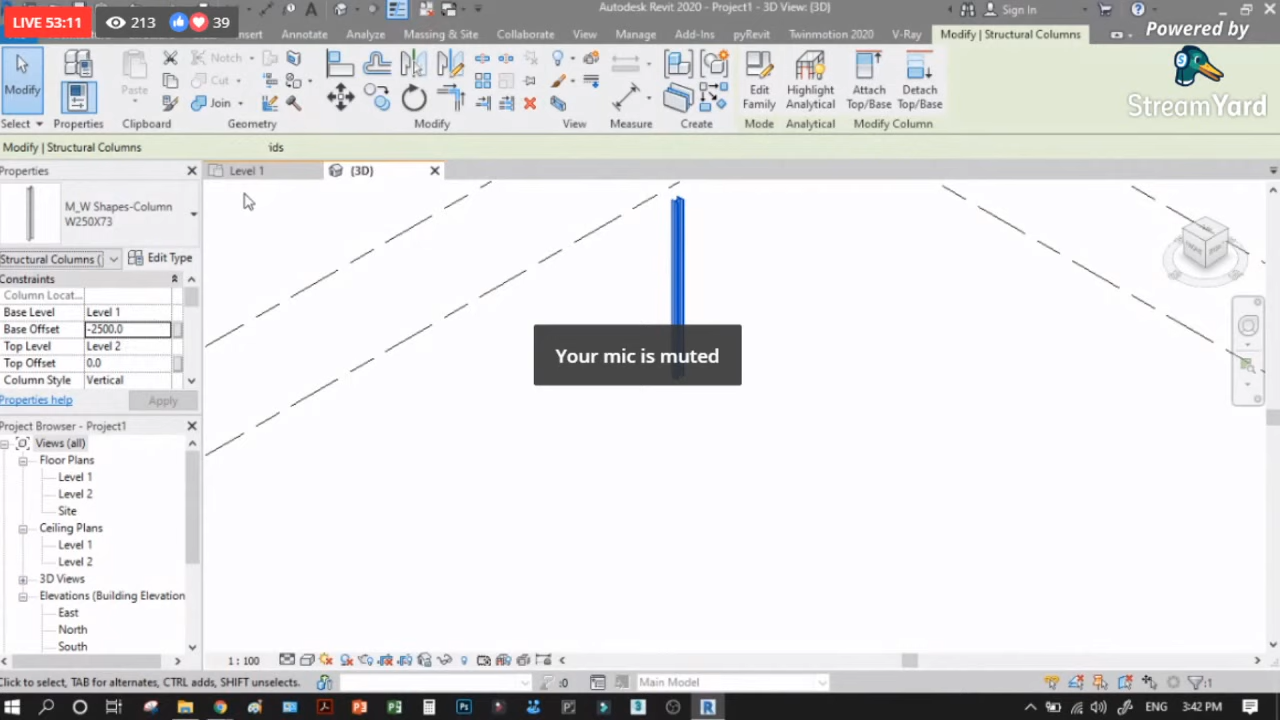 LIVE 53:11 213 39
Autodesk Revit 2020 - Project1 - 3D View: {3D}
Sign In
Powered by
StreamYard
nsert Annotate Analyze Massing & Site Collaborate View Manage Add-Ins pyRevit Twinmotion 2020 V-Ray Modify | Structural Columns
Modify
Paste
Notch
Cut
Join
Edit Family
Highlight Analytical
Attach Top/Base
Detach Top/Base
Select Properties Clipboard Geometry Modify View Measure Create Mode Analytical Modify Column
Modify | Structural Columns ids
Properties
Level 1
{3D}
M_W Shapes-Column
W250X73
Structural Columns (
Edit Type
Constraints
Column Locat...
Base Level Level 1
Base Offset -2500.0
Top Level Level 2
Top Offset 0.0
Column Style Vertical
Properties help
Apply
Your mic is muted
Project Browser - Project1
Views (all)
Floor Plans
Level 1
Level 2
Site
Ceiling Plans
Level 1
Level 2
3D Views
Elevations (Building Elevation
East
North
South
1 : 100
Click to select, TAB for alternates, CTRL adds, SHIFT unselects.
:0
Main Model
:1
3:42 PM